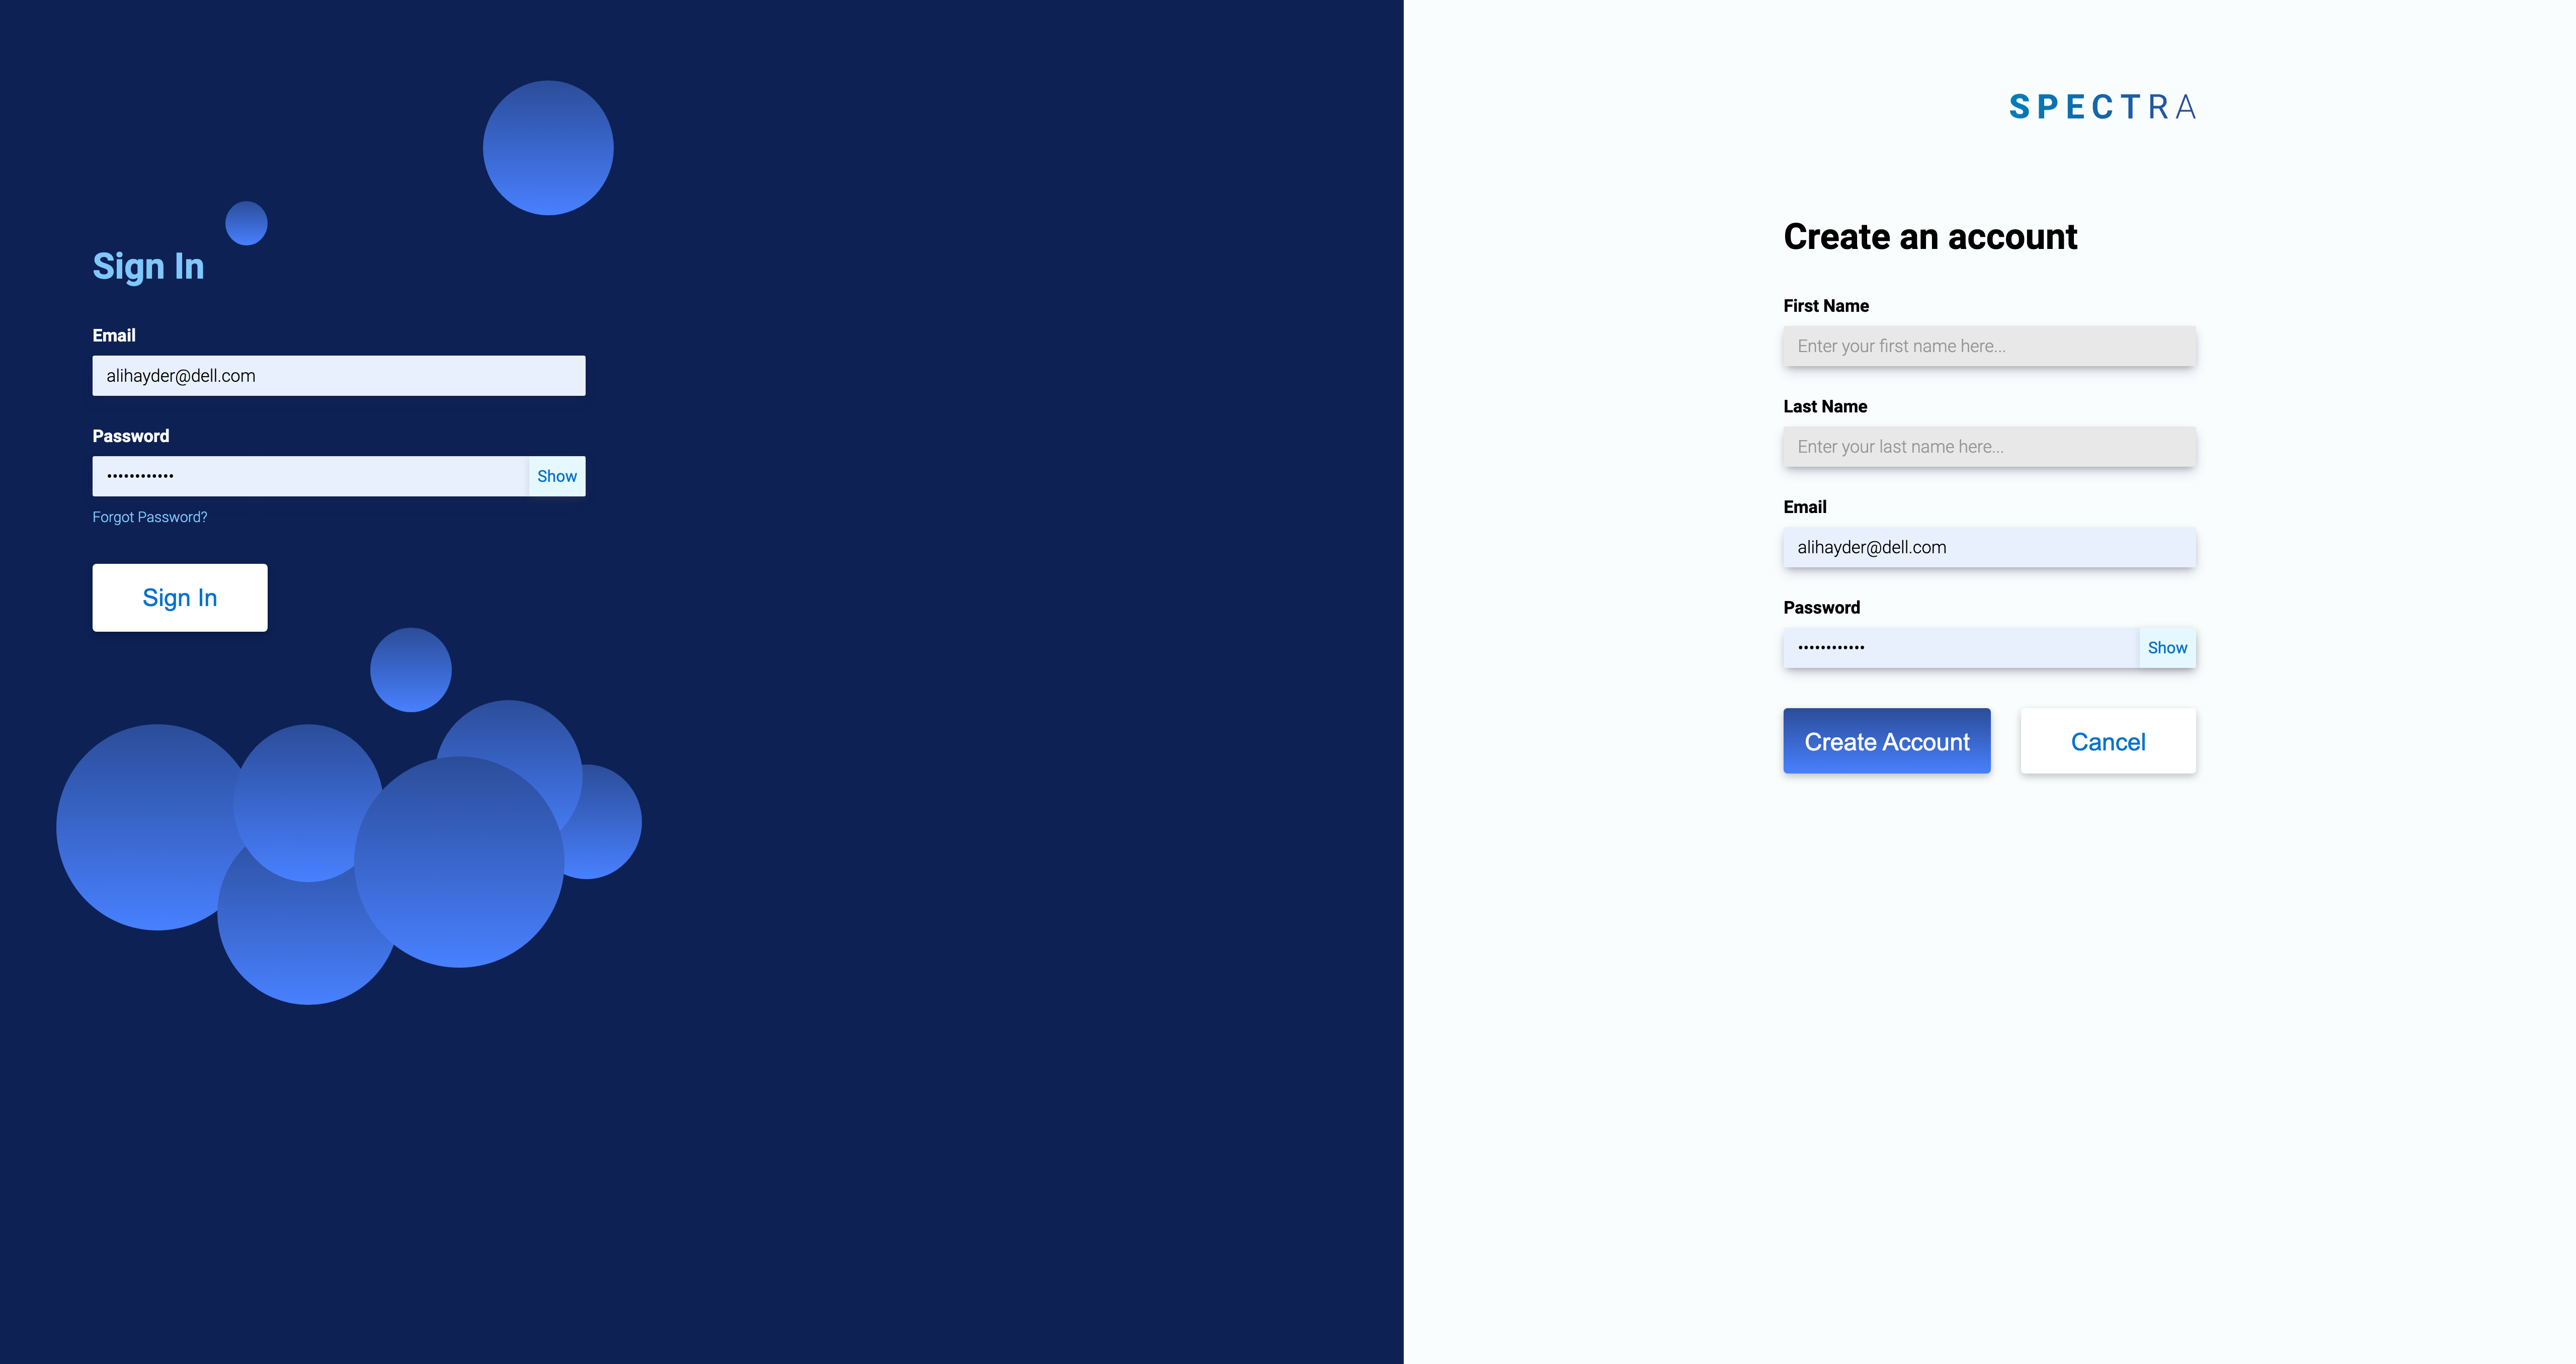 Sign In
Email
alihayder@dell.com
Password
••••••••••••
Show
Forgot Password?
Sign In
SPECTRA
Create an account
First Name
Enter your first name here...
Last Name
Enter your last name here...
Email
alihayder@dell.com
Password
••••••••••••
Show
Create Account
Cancel